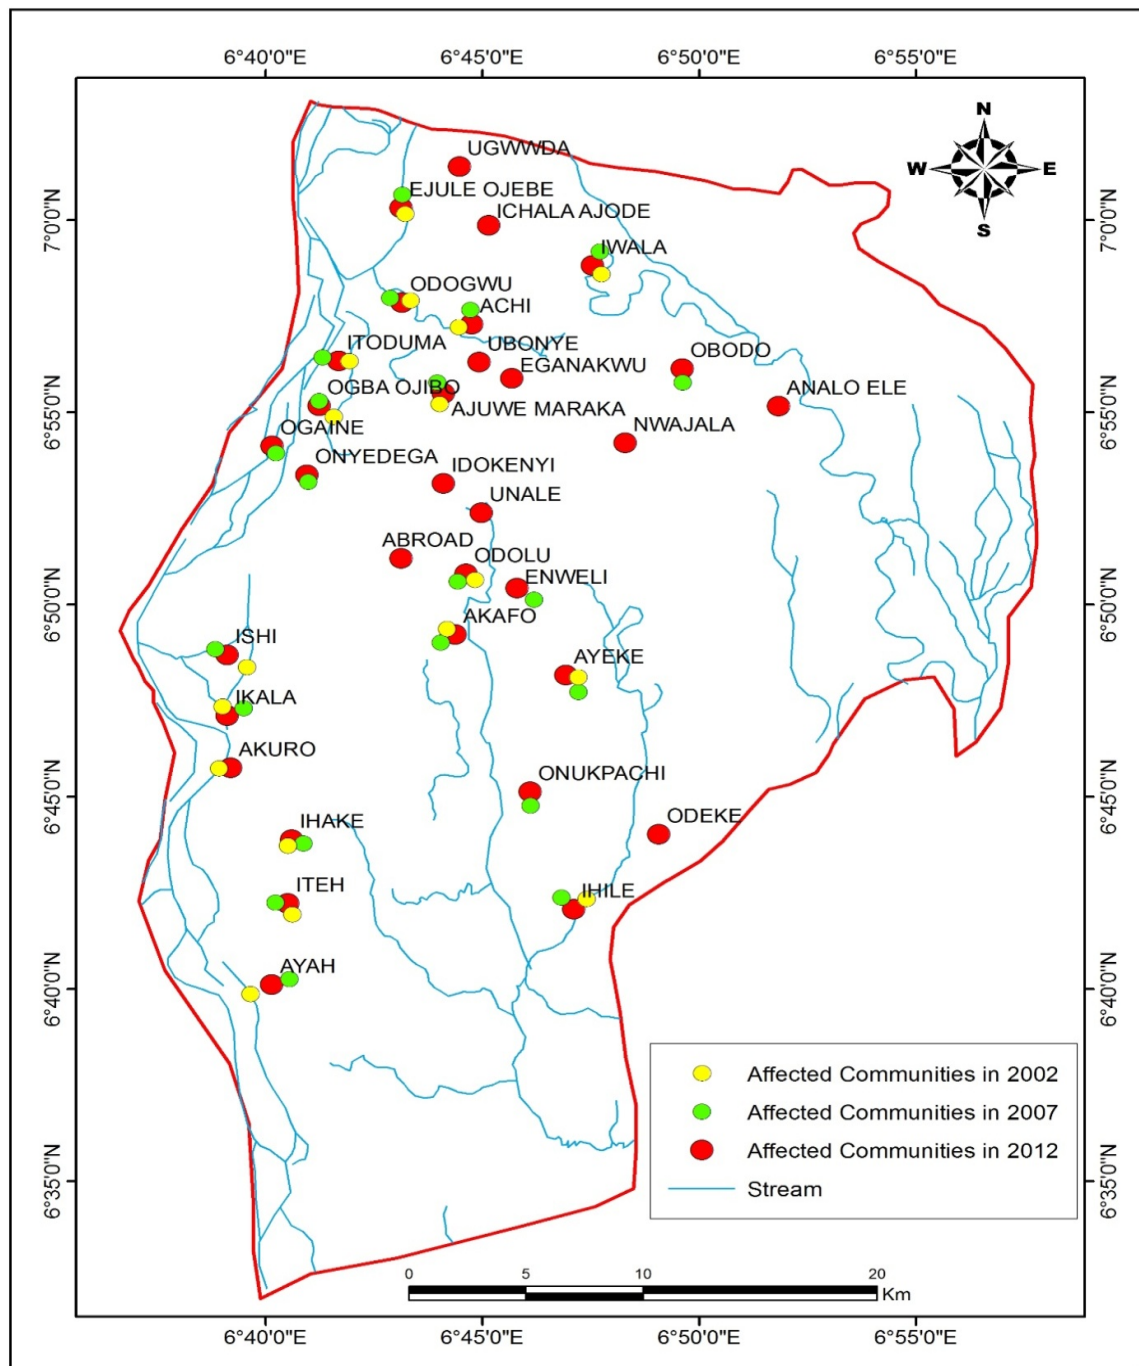 6°40'0"E
6°45'0"E
6°50'0"E
6°55'0"E
N
W
E
S
7°0'0"N
7°0'0"N
UGWWDA
EJULE OJEBE
ICHALA AJODE
IWALA
ODOGWU
ACHI
ITODUMA
UBONYE
EGANAKWU
OBODO
OGBA OJIBO
ANALO ELE
6°55'0"N
6°55'0"N
AJUWE MARAKA
OGAINE
NWAJALA
ONYEDEGA
IDOKENYI
UNALE
ABROAD
ODOLU
ENWELI
6°50'0"N
6°50'0"N
AKAFO
ISHI
AYEKE
IKALA
AKURO
ONUKPACHI
6°45'0"N
6°45'0"N
ODEKE
IHAKE
ITEH
IHILE
AYAH
6°40'0"N
6°40'0"N
Affected Communities in 2002
Affected Communities in 2007
Affected Communities in 2012
Stream
6°35'0"N
6°35'0"N
0
5
10
20
Km
6°40'0"E
6°45'0"E
6°50'0"E
6°55'0"E